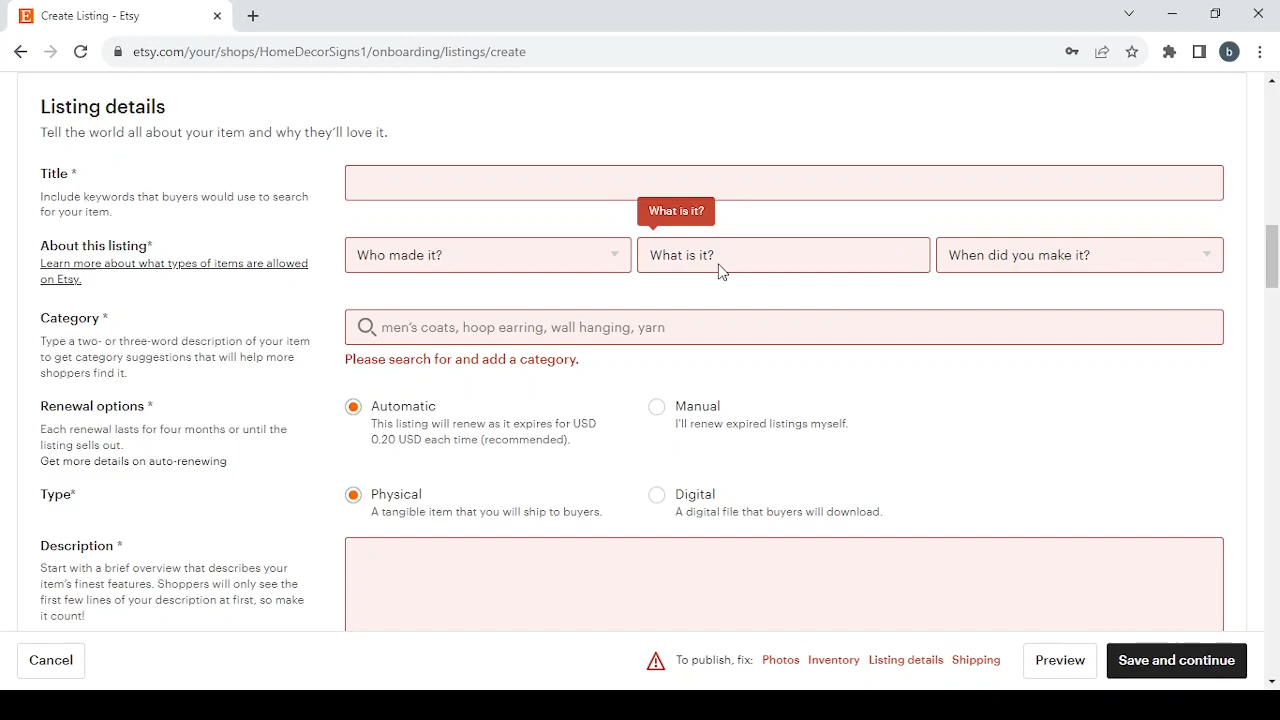 Create Listing - Etsy
etsy.com/your/shops/HomeDecorSigns1/onboarding/listings/create
b
Listing details
Tell the world all about your item and why they'll love it.
Title *
Include keywords that buyers would use to search
for your item.
What is it?
About this listing*
Learn more about what types of items are allowed
on Etsy.
Who made it?
What is it?
When did you make it?
Category *
Type a two- or three-word description of your item
to get category suggestions that will help more
shoppers find it.
men's coats, hoop earring, wall hanging, yarn
Please search for and add a category.
Renewal options *
Each renewal lasts for four months or until the
listing sells out.
Get more details on auto-renewing
Automatic
This listing will renew as it expires for USD
0.20 USD each time (recommended).
Manual
I'll renew expired listings myself.
Type*
Physical
A tangible item that you will ship to buyers.
Digital
A digital file that buyers will download.
Description *
Start with a brief overview that describes your
item's finest features. Shoppers will only see the
first few lines of your description at first, so make
it count!
Cancel
To publish, fix: Photos Inventory Listing details Shipping
Preview
Save and continue